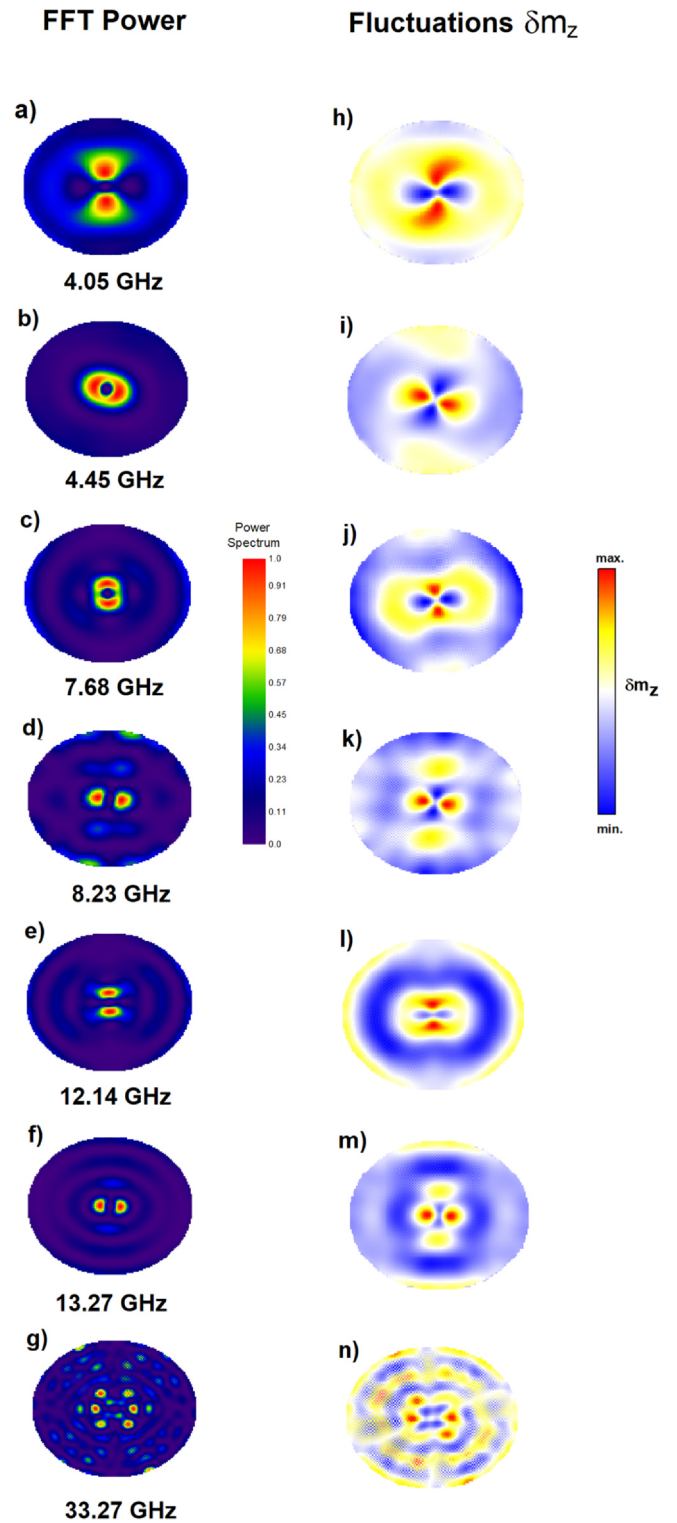 FFT Power
Fluctuations δmz
a)
h)
4.05 GHz
b)
i)
4.45 GHz
c)
j)
Power
Spectrum
1.0
0.91
0.79
0.68
0.57
0.45
0.34
0.23
0.11
0.0
max.
δmz
min.
7.68 GHz
d)
k)
8.23 GHz
e)
l)
12.14 GHz
f)
m)
13.27 GHz
g)
n)
33.27 GHz